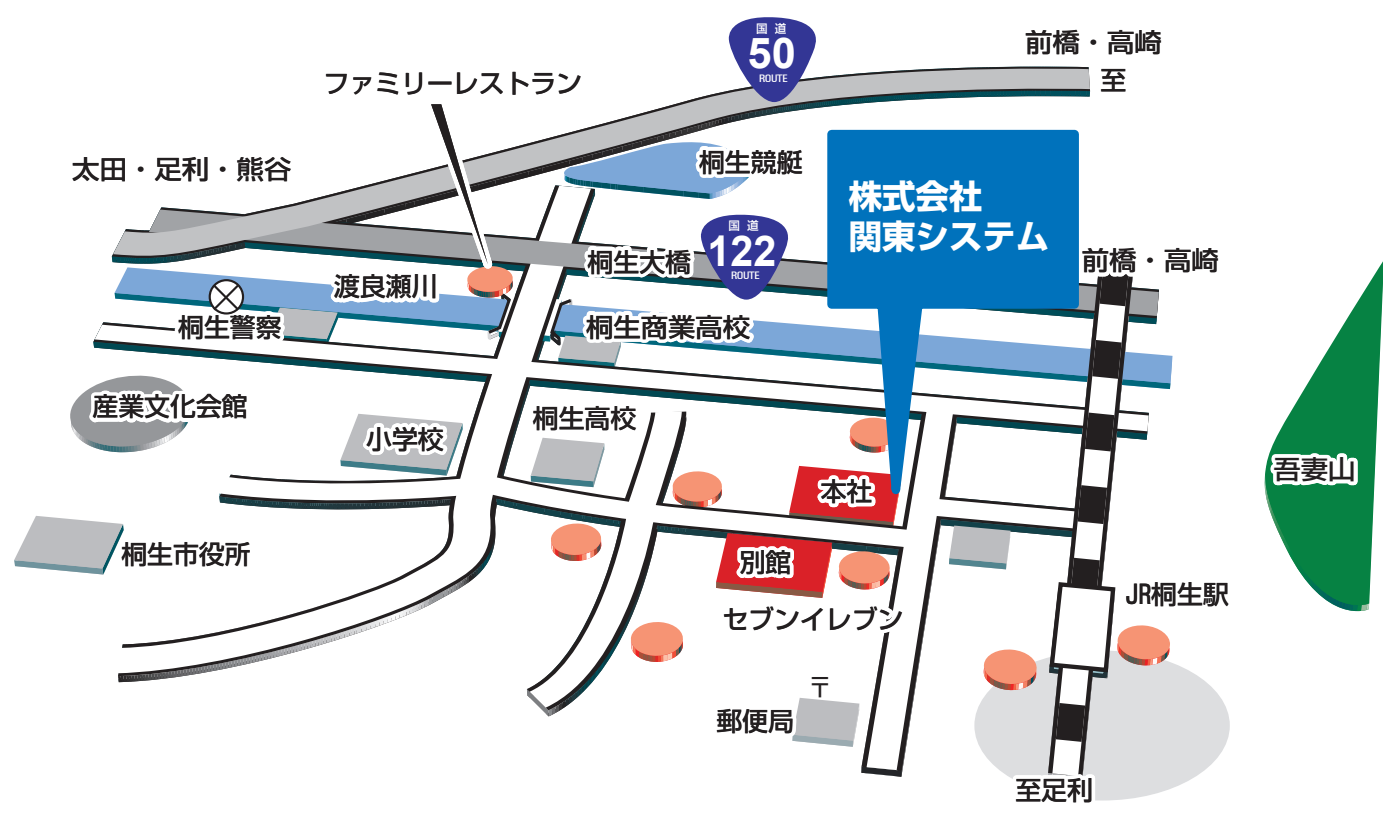 国道
50
ROUTE
前橋・高崎
至
ファミリーレストラン
桐生競艇
太田・足利・熊谷
株式会社
関東システム
国道
122
ROUTE
桐生大橋
前橋・高崎
渡良瀬川
桐生警察
桐生商業高校
産業文化会館
小学校
桐生高校
吾妻山
本社
桐生市役所
別館
JR桐生駅
セブンイレブン
〒
郵便局
至足利